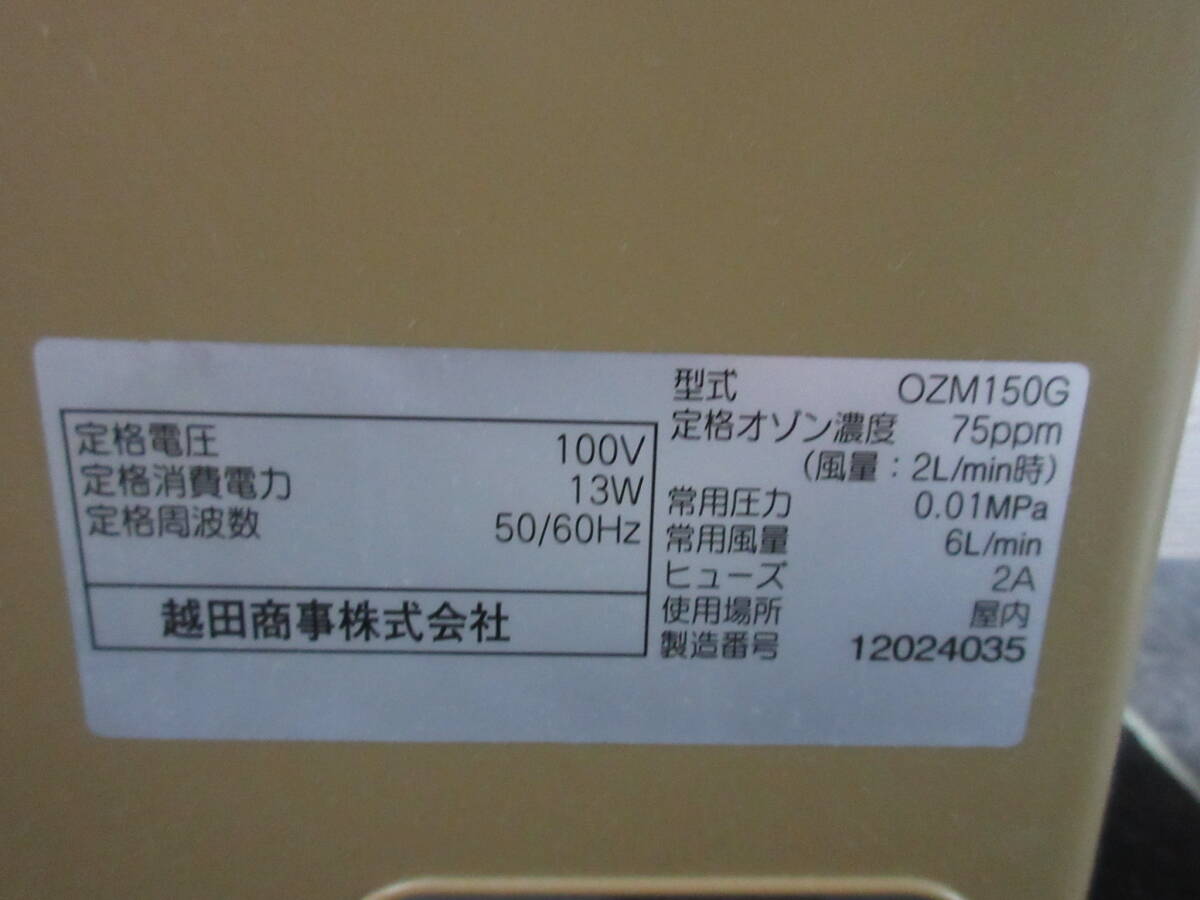 定格電圧 100V
定格消費電力 13W
定格周波数 50/60Hz
越田商事株式会社
型式 OZM150G
定格オゾン濃度 75ppm
(風量：2L/min時)
常用圧力 0.01MPa
常用風量 6L/min
ヒューズ 2A
使用場所 屋内
製造番号 12024035